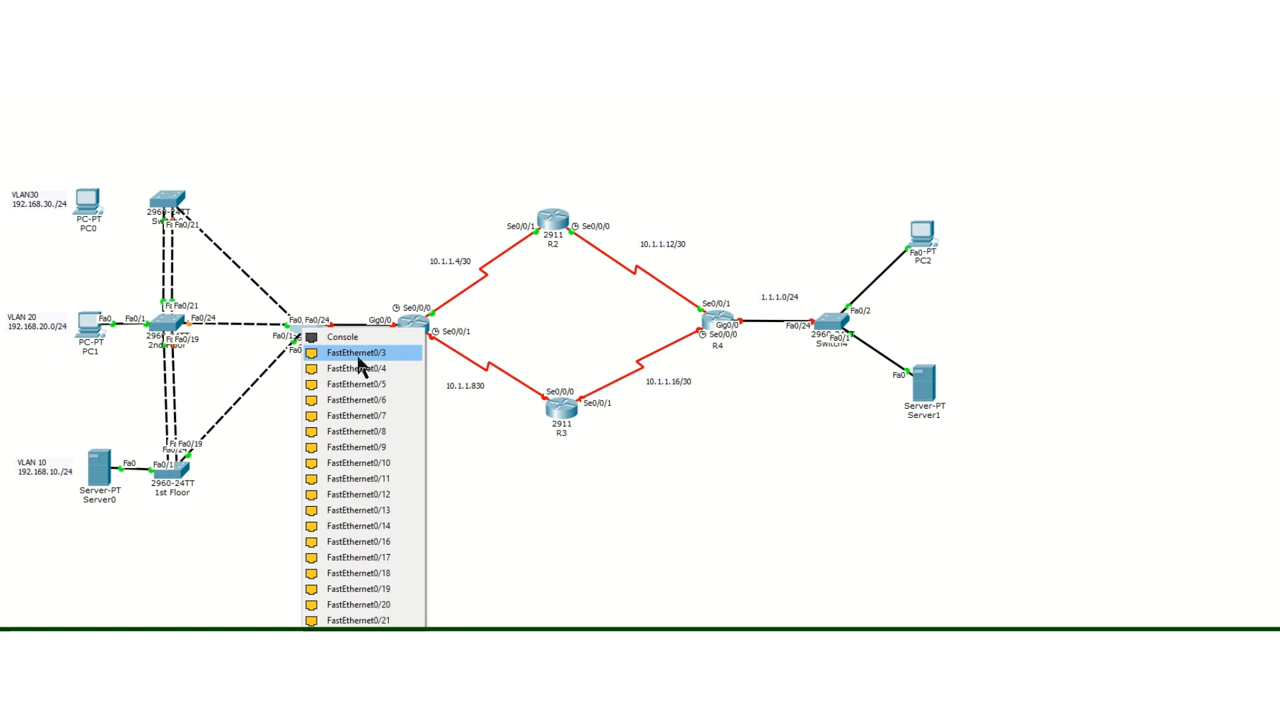 VLAN30
192.168.30./24
PC-PT
PC0
2960-24TT
Fa0/21
VLAN 20
192.168.20.0/24
Fa0
Fa0/1
Fa0/21
Fa0/24
Fa0/19
PC-PT
PC1
VLAN 10
192.168.10./24
Fa0
Fa0/1
Fa0/19
Server-PT
Server0
2960-24TT
1st Floor
Fa0/24
Gig0/0
Se0/0/0
Se0/0/1
10.1.1.4/30
Se0/0/1
Se0/0/0
2911
R2
10.1.1.12/30
10.1.1.830
Se0/0/0
Se0/0/1
2911
R3
10.1.1.16/30
Se0/0/1
Gig0/0
Se0/0/0
R4
1.1.1.0/24
Fa0/24
Fa0/2
Fa0/1
Fa0
PC2
Fa0
Server-PT
Server1
Console
FastEthernet0/3
FastEthernet0/4
FastEthernet0/5
FastEthernet0/6
FastEthernet0/7
FastEthernet0/8
FastEthernet0/9
FastEthernet0/10
FastEthernet0/11
FastEthernet0/12
FastEthernet0/13
FastEthernet0/14
FastEthernet0/16
FastEthernet0/17
FastEthernet0/18
FastEthernet0/19
FastEthernet0/20
FastEthernet0/21